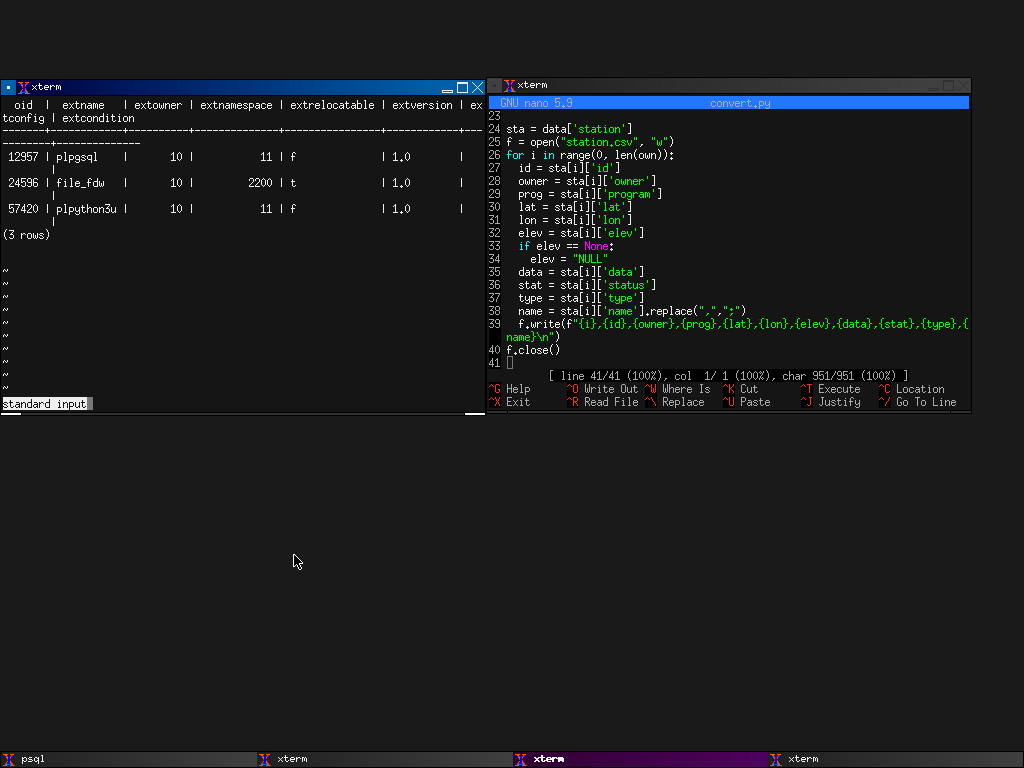 xterm
oid | extname | extowner | extnamespace | extrelocatable | extversion | ex
tconfig | extcondition
-------+-----------+----------+--------------+----------------+------------+---
--------+--------------
12957 | plpgsql | 10 | 11 | f | 1.0 |
|
24596 | file_fdw | 10 | 2200 | t | 1.0 |
|
57420 | plpython3u | 10 | 11 | f | 1.0 |
|
(3 rows)
~
~
~
~
~
~
~
~
~
~
standard input
xterm
GNU nano 5.9 convert.py
23
24 sta = data['station']
25 f = open("station.csv", "w")
26 for i in range(0, len(own)):
27 id = sta[i]['id']
28 owner = sta[i]['owner']
29 prog = sta[i]['program']
30 lat = sta[i]['lat']
31 lon = sta[i]['lon']
32 elev = sta[i]['elev']
33 if elev == None:
34 elev = "NULL"
35 data = sta[i]['data']
36 stat = sta[i]['status']
37 type = sta[i]['type']
38 name = sta[i]['name'].replace(",",";")
39 f.write(f"{i},{id},{owner},{prog},{lat},{lon},{elev},{data},{stat},{type},{
name}\n")
40 f.close()
41
[ line 41/41 (100%), col 1/ 1 (100%), char 951/951 (100%) ]
^G Help ^O Write Out ^W Where Is ^K Cut ^T Execute ^C Location
^X Exit ^R Read File ^\ Replace ^U Paste ^J Justify ^/ Go To Line
psql xterm xterm xterm